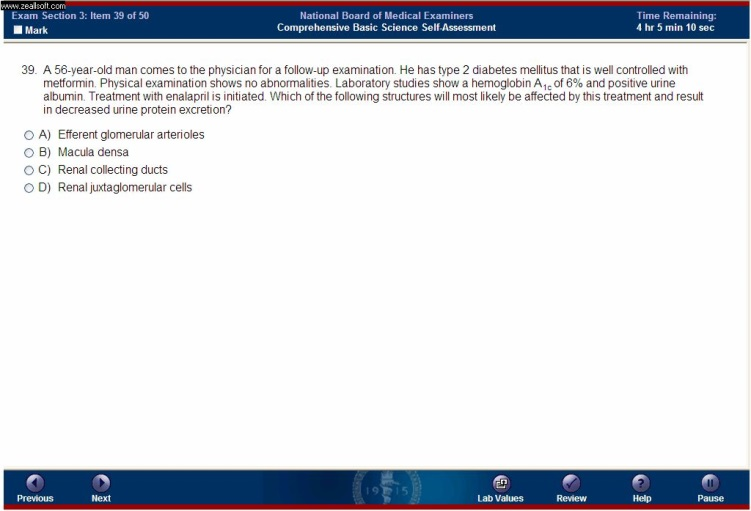 www.zeallsoft.com
Exam Section 3: Item 39 of 50
National Board of Medical Examiners
Time Remaining:
Mark
Comprehensive Basic Science Self-Assessment
4 hr 5 min 10 sec
39. A 56-year-old man comes to the physician for a follow-up examination. He has type 2 diabetes mellitus that is well controlled with
metformin. Physical examination shows no abnormalities. Laboratory studies show a hemoglobin A1c of 6% and positive urine
albumin. Treatment with enalapril is initiated. Which of the following structures will most likely be affected by this treatment and result
in decreased urine protein excretion?
A) Efferent glomerular arterioles
B) Macula densa
C) Renal collecting ducts
D) Renal juxtaglomerular cells
1915
Previous
Next
Lab Values
Review
Help
Pause